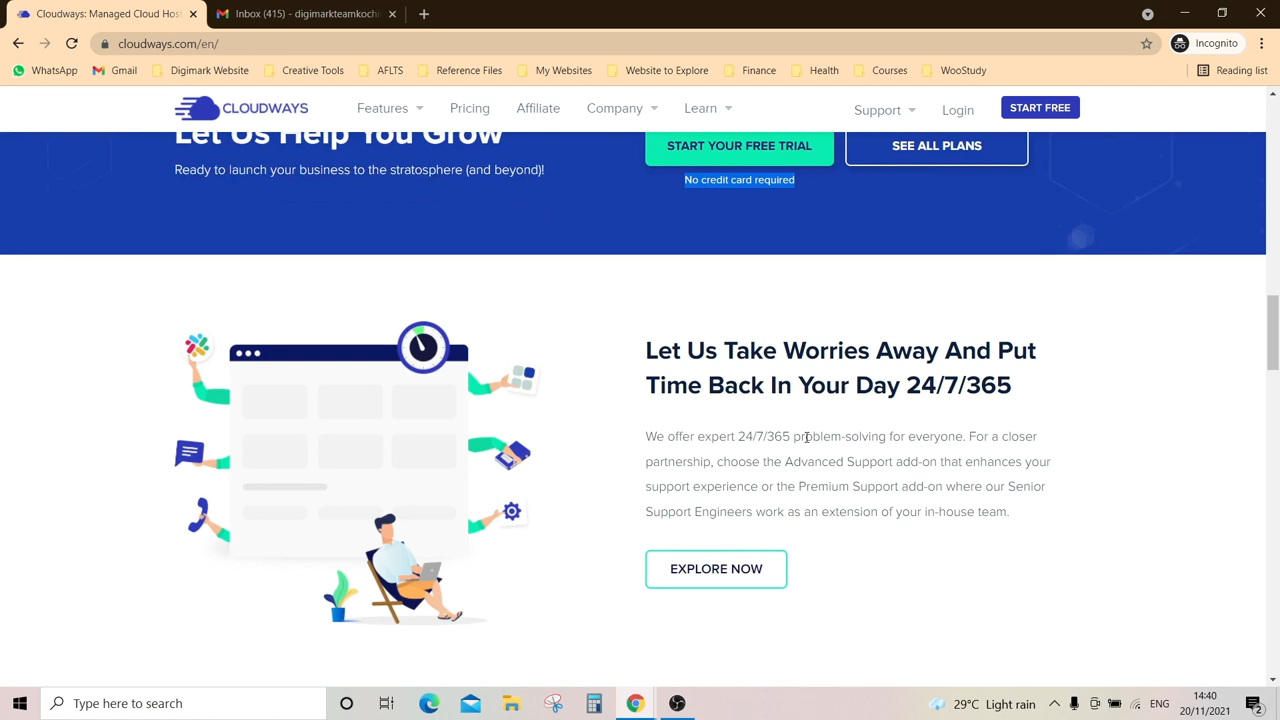 Cloudways: Managed Cloud Hos
Inbox (415) - digimarkteamkoch
cloudways.com/en/
Incognito
WhatsApp
Gmail
Digimark Website
Creative Tools
AFLTS
Reference Files
My Websites
Website to Explore
Finance
Health
Courses
WooStudy
Reading list
CLOUDWAYS
Features
Pricing
Affiliate
Company
Learn
Support
Login
START FREE
Let Us Help You Grow
Ready to launch your business to the stratosphere (and beyond)!
START YOUR FREE TRIAL
SEE ALL PLANS
No credit card required
Let Us Take Worries Away And Put
Time Back In Your Day 24/7/365
We offer expert 24/7/365 problem-solving for everyone. For a closer
partnership, choose the Advanced Support add-on that enhances your
support experience or the Premium Support add-on where our Senior
Support Engineers work as an extension of your in-house team.
EXPLORE NOW
Type here to search
29°C Light rain
ENG
14:40
20/11/2021
2